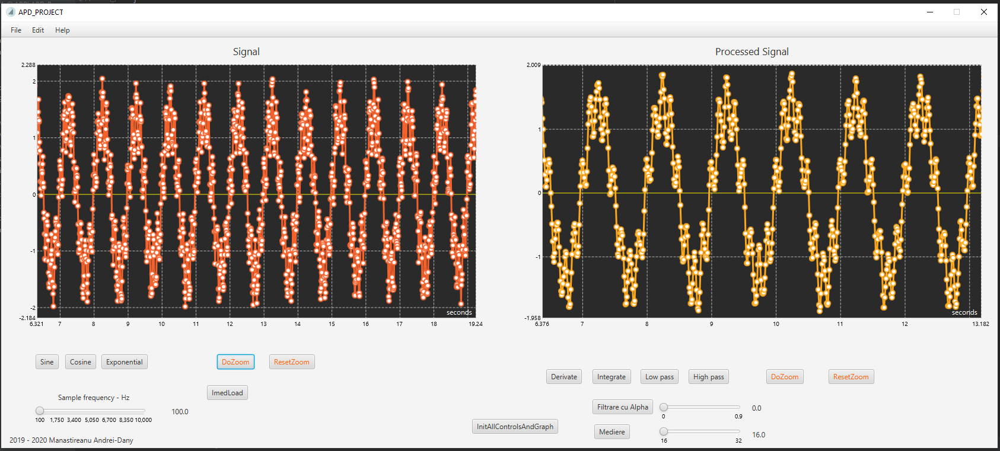 APD_PROJECT
File Edit Help
Signal
2.288
2
1
0
-1
-2
-2.184
seconds
6.321 7 8 9 10 11 12 13 14 15 16 17 18 19.24
Processed Signal
2.009
1
0
-1
-1.958
seconds
6.376 7 8 9 10 11 12 13.182
Sine Cosine Exponential DoZoom ResetZoom
Derivate Integrate Low pass High pass DoZoom ResetZoom
ImedLoad
Sample frequency - Hz
100.0
100 1,750 3,400 5,050 6,700 8,350 10,000
Filtrare cu Alpha 0.0
0 0.9
InitAllControlsAndGraph
Mediere 16.0
16 32
2019 - 2020 Manastireanu Andrei-Dany